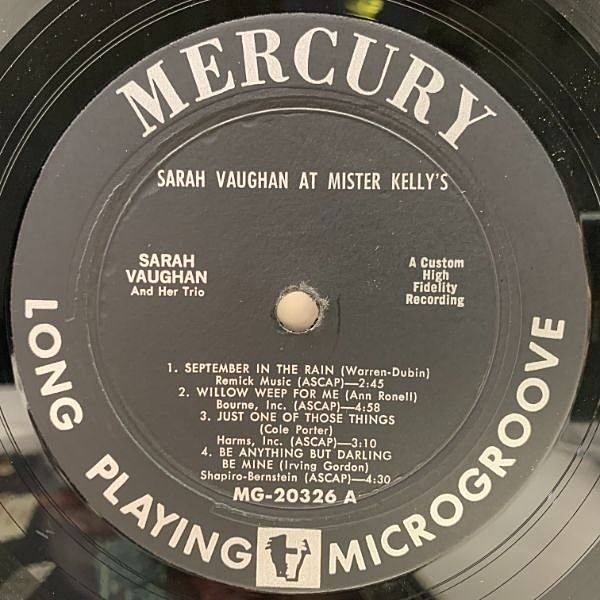 MERCURY
SARAH VAUGHAN AT MISTER KELLY'S
SARAH
VAUGHAN
And Her Trio
A Custom
High
Fidelity
Recording
1. SEPTEMBER IN THE RAIN (Warren-Dubin)
Remick Music (ASCAP)—2:45
2. WILLOW WEEP FOR ME (Ann Ronell)
Bourne, Inc. (ASCAP)—4:58
3. JUST ONE OF THOSE THINGS
(Cole Porter)
Harms, Inc. (ASCAP)—3:10
4. BE ANYTHING BUT DARLING
BE MINE (Irving Gordon)
Shapiro-Bernstein (ASCAP)—4:30
MG-20326 A
LONG PLAYING MICROGROOVE